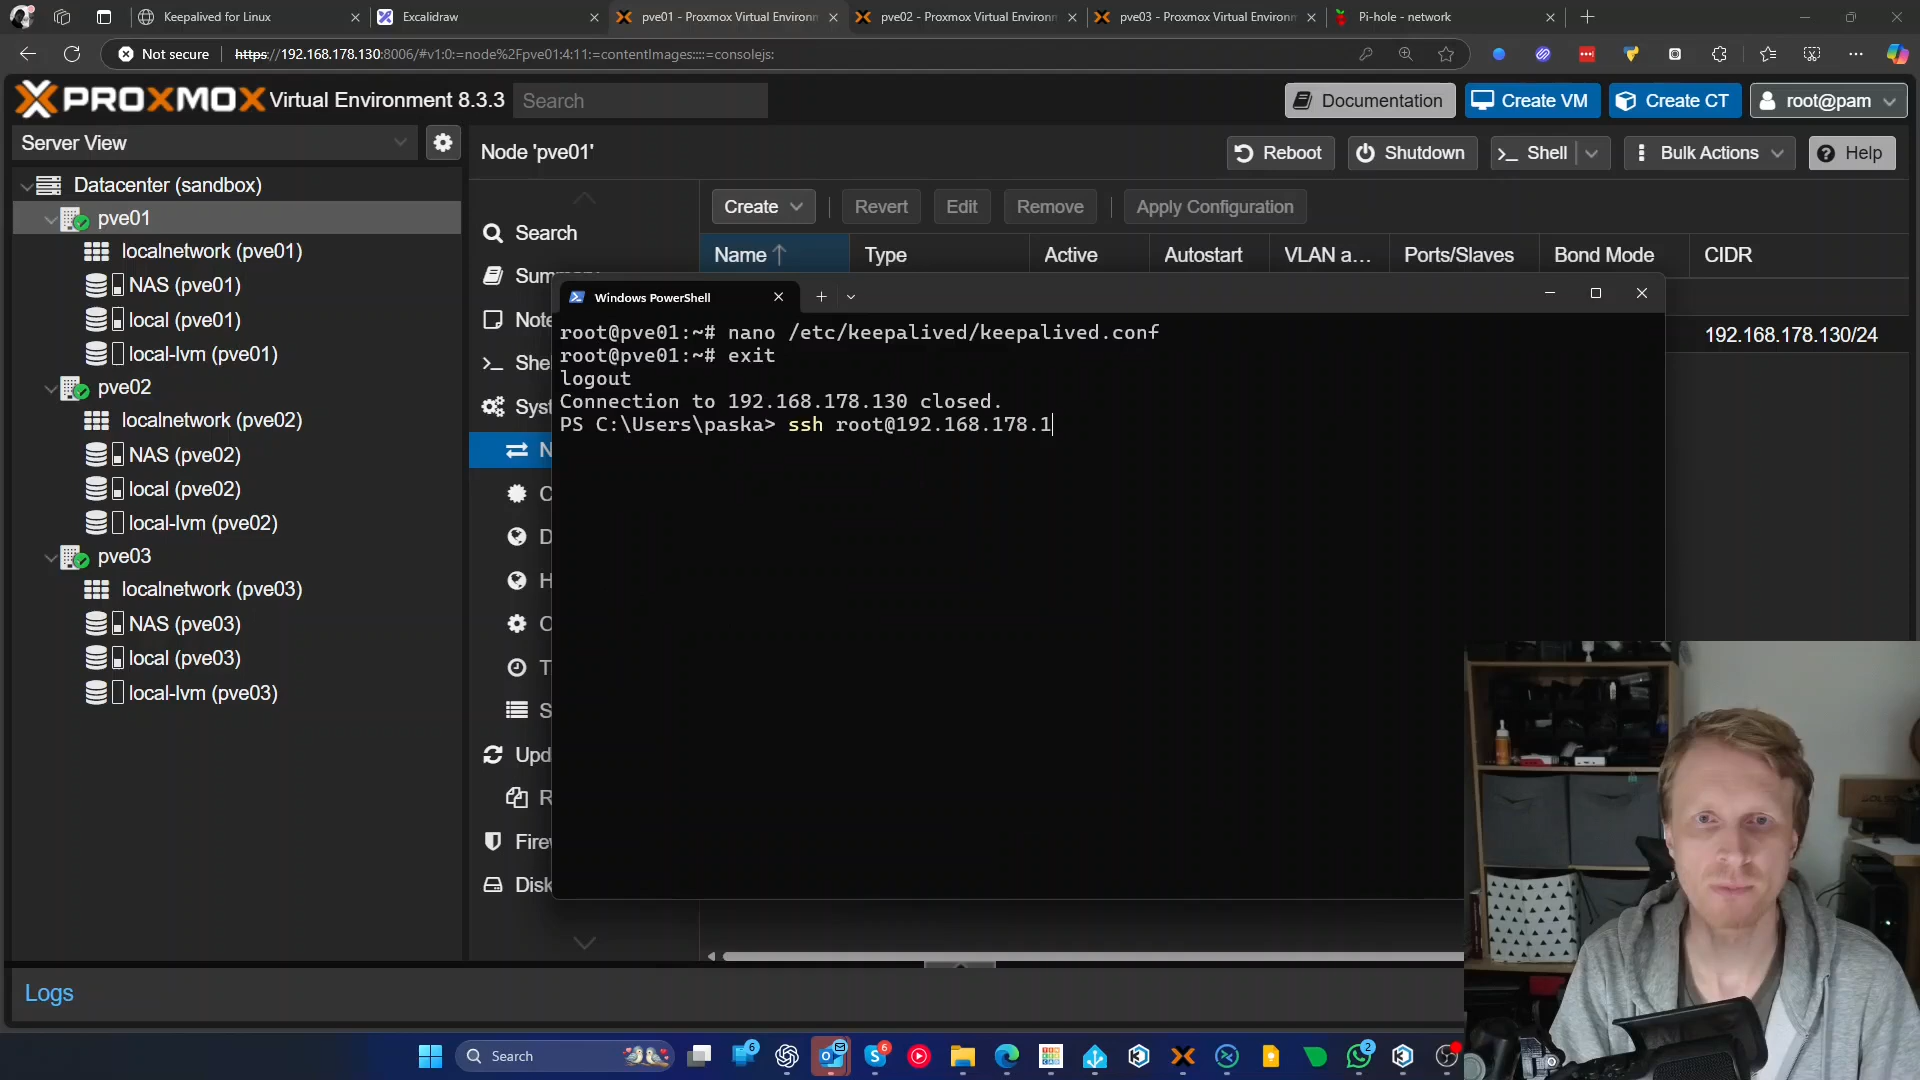 Keepalived for Linux
Excalidraw
pve01 - Proxmox Virtual Environm
pve02 - Proxmox Virtual Environm
pve03 - Proxmox Virtual Environm
Pi-hole - network
Not secure
https://192.168.178.130:8006/#v1:0:=node%2Fpve01:4:11:=contentImages::::=consolejs:
PROXMOX Virtual Environment 8.3.3
Search
Documentation
Create VM
Create CT
root@pam
Server View
Node 'pve01'
Reboot
Shutdown
Shell
Bulk Actions
Help
Datacenter (sandbox)
pve01
localnetwork (pve01)
NAS (pve01)
local (pve01)
local-lvm (pve01)
pve02
localnetwork (pve02)
NAS (pve02)
local (pve02)
local-lvm (pve02)
pve03
localnetwork (pve03)
NAS (pve03)
local (pve03)
local-lvm (pve03)
Search
Create
Revert
Edit
Remove
Apply Configuration
Name
Type
Active
Autostart
VLAN a...
Ports/Slaves
Bond Mode
CIDR
192.168.178.130/24
Windows PowerShell
root@pve01:~# nano /etc/keepalived/keepalived.conf
root@pve01:~# exit
logout
Connection to 192.168.178.130 closed.
PS C:\Users\paska> ssh root@192.168.178.1
Logs
Search
6
6
2